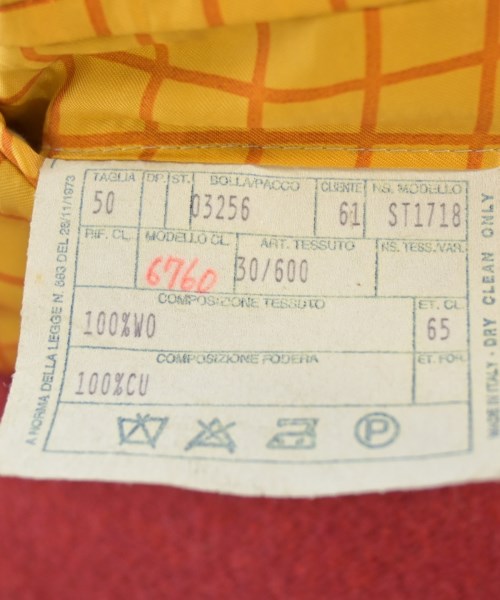 TAGLIA DP. ST. BOLLA/PACCO CLIENTE NS. MODELLO
50 03256 61 ST1718
RIF. CL. MODELLO CL. ART. TESSUTO NS. TESS. VAR.
6760 30/600
COMPOSIZIONE TESSUTO ET. CL.
100%WO 65
COMPOSIZIONE FODERA ET. FOR.
100%CU
P
A NORMA DELLA LEGGE N. 883 DEL 26/11/1973
MADE IN ITALY - DRY CLEAN ONLY